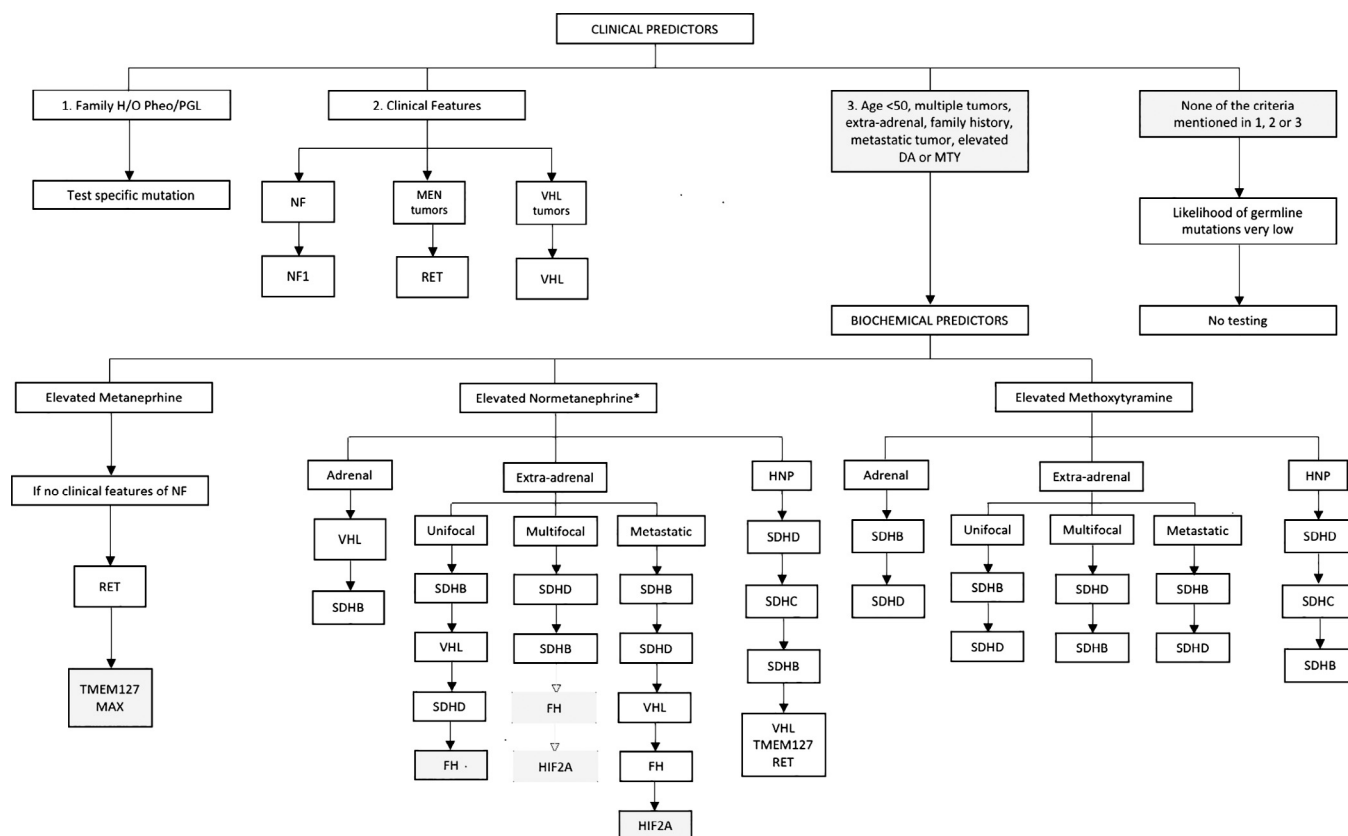 CLINICAL PREDICTORS
1. Family H/O Pheo/PGL
Test specific mutation
2. Clinical Features
NF
NF1
MEN
tumors
RET
VHL
tumors
VHL
3. Age <50, multiple tumors,
extra-adrenal, family history,
metastatic tumor, elevated
DA or MTY
None of the criteria
mentioned in 1, 2 or 3
Likelihood of germline
mutations very low
No testing
BIOCHEMICAL PREDICTORS
Elevated Metaneprhine
If no clinical features of NF
RET
TMEM127
MAX
Elevated Normetanephrine*
Adrenal
VHL
SDHB
Extra-adrenal
Unifocal
SDHB
VHL
SDHD
FH
Multifocal
SDHD
SDHB
FH
HIF2A
Metastatic
SDHB
SDHD
VHL
FH
HIF2A
HNP
SDHD
SDHC
SDHB
VHL
TMEM127
RET
Elevated Methoxytyramine
Adrenal
SDHB
SDHD
Extra-adrenal
Unifocal
SDHB
SDHD
Multifocal
SDHD
SDHB
Metastatic
SDHB
SDHD
HNP
SDHD
SDHC
SDHB